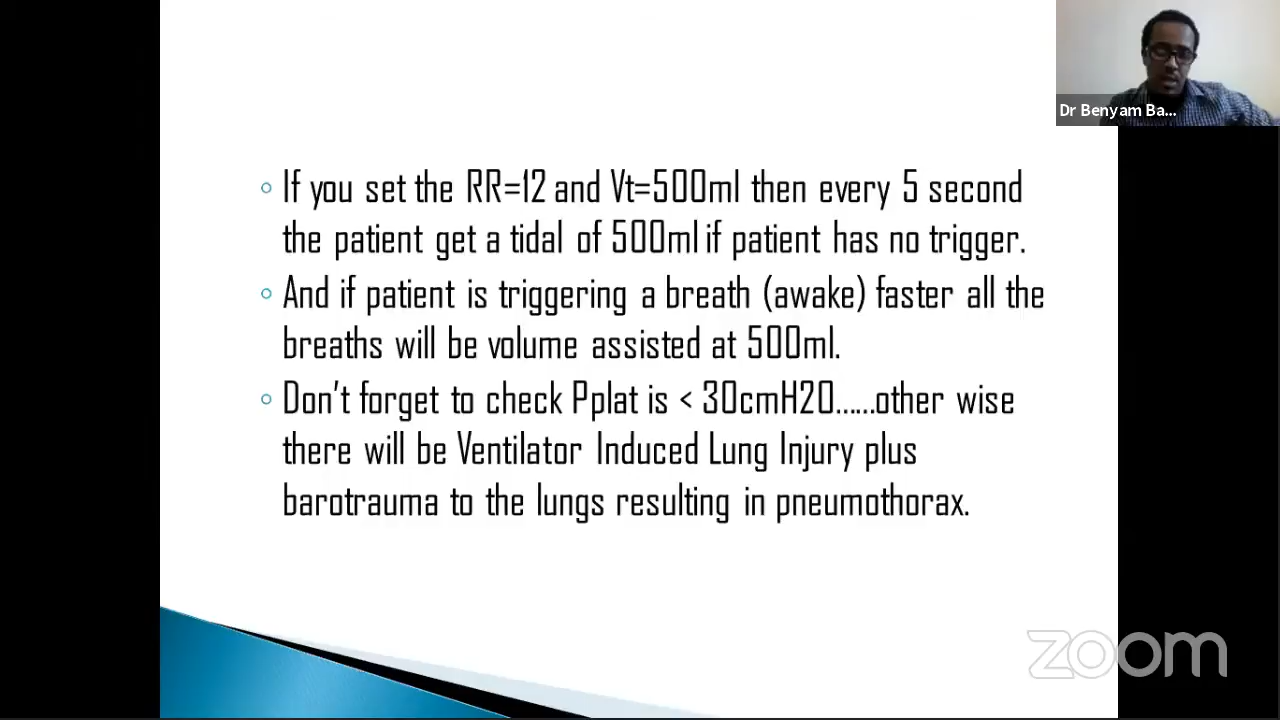 Dr Benyam Ba...
If you set the RR=12 and Vt=500ml then every 5 second
the patient get a tidal of 500ml if patient has no trigger.
And if patient is triggering a breath (awake) faster all the
breaths will be volume assisted at 500ml.
Don't forget to check Pplat is < 30cmH20......other wise
there will be Ventilator Induced Lung Injury plus
barotrauma to the lungs resulting in pneumothorax.
zoom